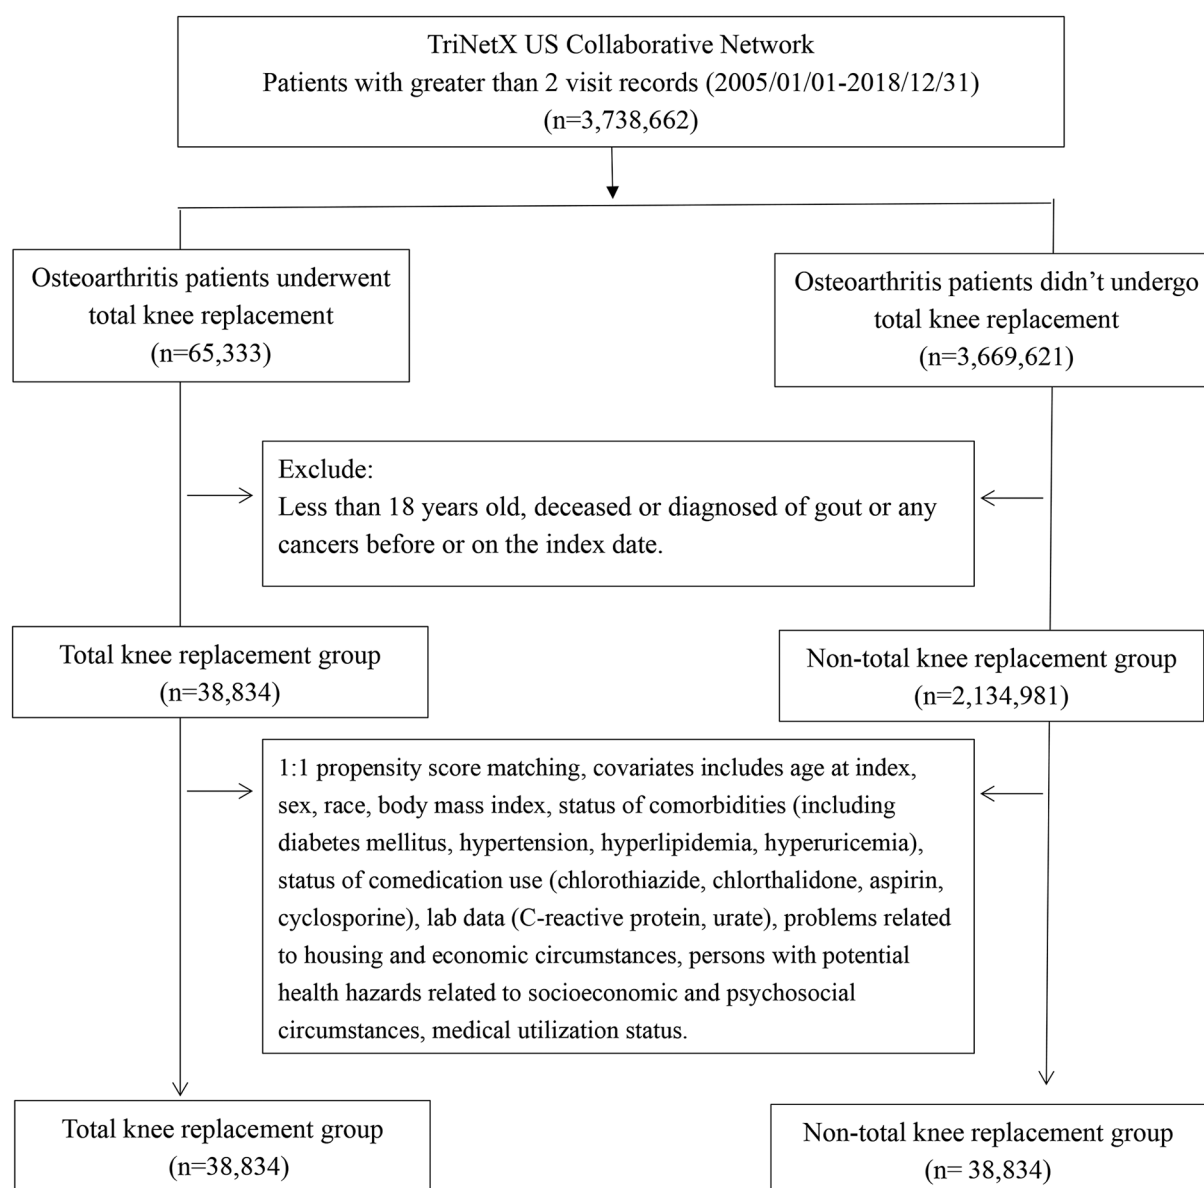 TriNetX US Collaborative Network
Patients with greater than 2 visit records (2005/01/01-2018/12/31)
(n=3,738,662)
Osteoarthritis patients underwent
total knee replacement
(n=65,333)
Osteoarthritis patients didn’t undergo
total knee replacement
(n=3,669,621)
Exclude:
Less than 18 years old, deceased or diagnosed of gout or any
cancers before or on the index date.
Total knee replacement group
(n=38,834)
Non-total knee replacement group
(n=2,134,981)
1:1 propensity score matching, covariates includes age at index,
sex, race, body mass index, status of comorbidities (including
diabetes mellitus, hypertension, hyperlipidemia, hyperuricemia),
status of comedication use (chlorothiazide, chlorthalidone, aspirin,
cyclosporine), lab data (C-reactive protein, urate), problems related
to housing and economic circumstances, persons with potential
health hazards related to socioeconomic and psychosocial
circumstances, medical utilization status.
Total knee replacement group
(n=38,834)
Non-total knee replacement group
(n= 38,834)